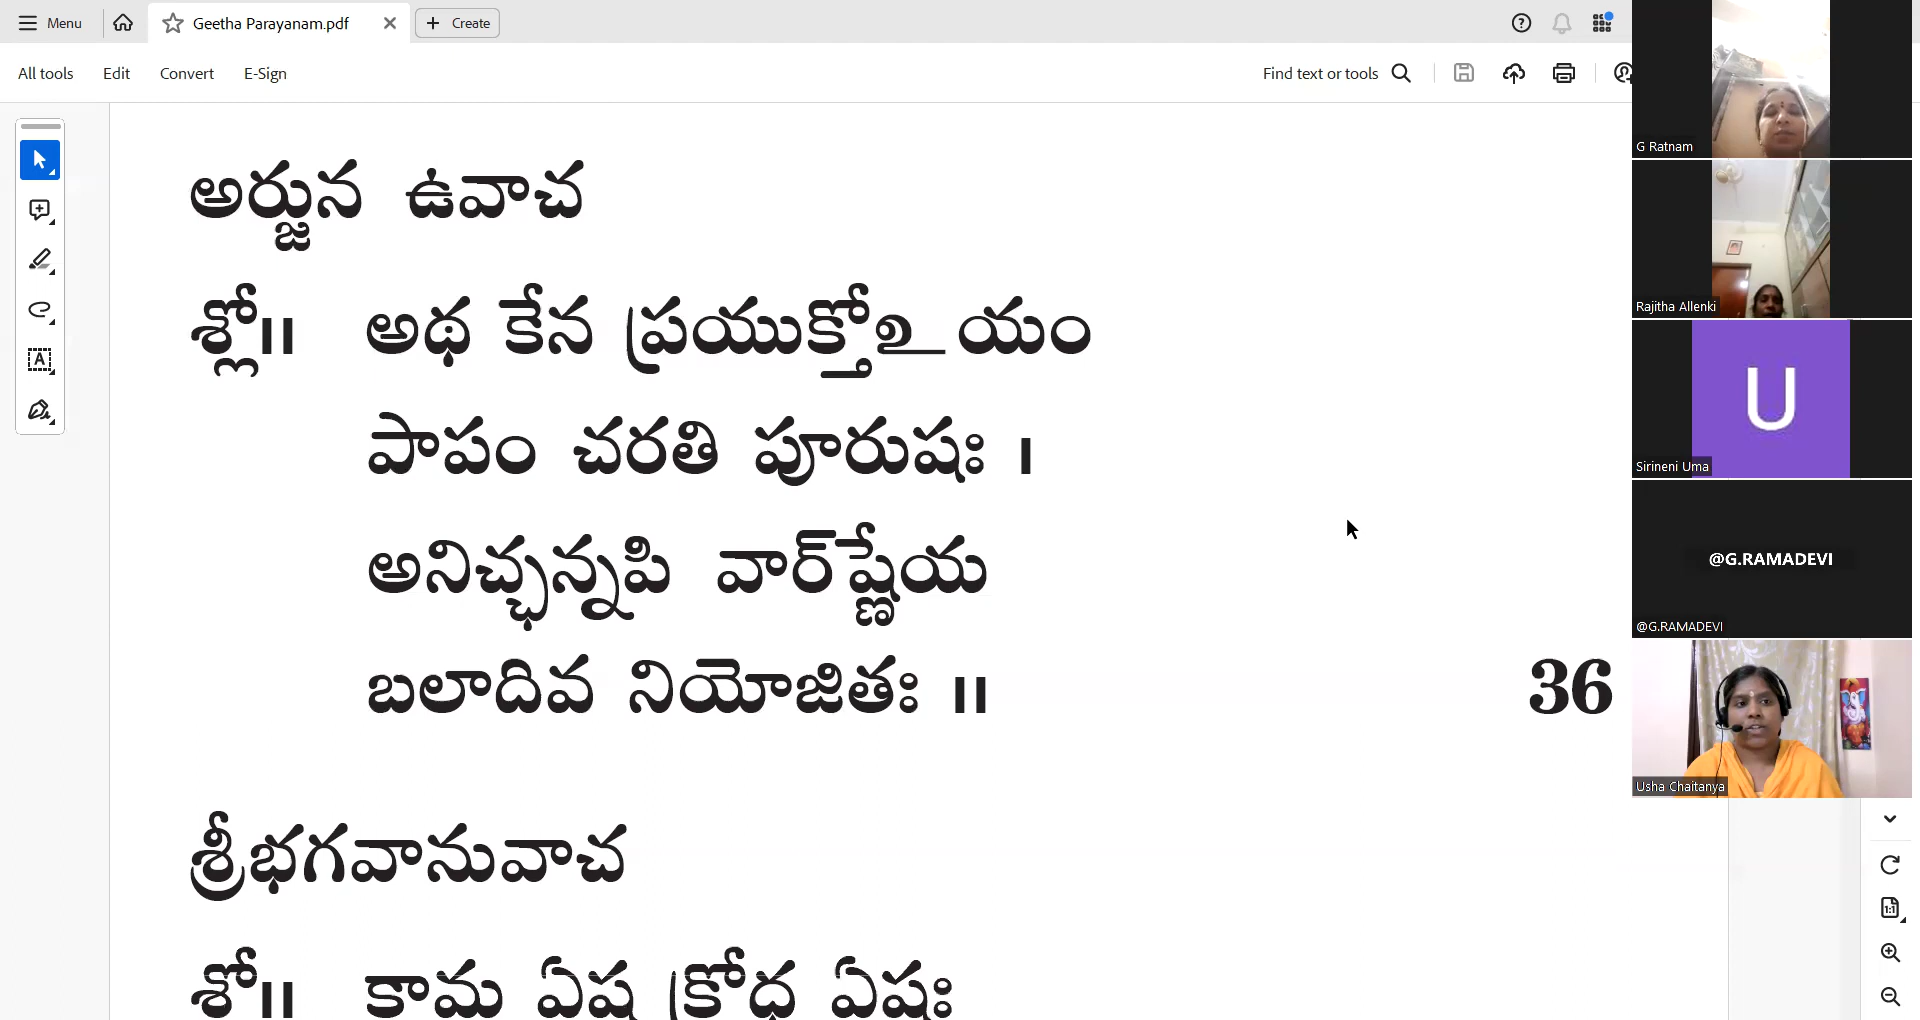 Menu
Geetha Parayanam.pdf
Create
All tools Edit Convert E-Sign
Find text or tools
అర్జున ఉవాచ
శ్లో॥ అథ కేన ప్రయుక్తోఽయం
పాపం చరతి పూరుషః ।
అనిచ్ఛన్నపి వార్ష్ణేయ
బలాదివ నియోజితః ॥ 36
శ్రీభగవానువాచ
శ్లో॥ కామ ఏష క్రోధ ఏషః
G Ratnam
Rajitha Allenki
U
Sirineni Uma
@G.RAMADEVI
@G.RAMADEVI
Usha Chaitanya